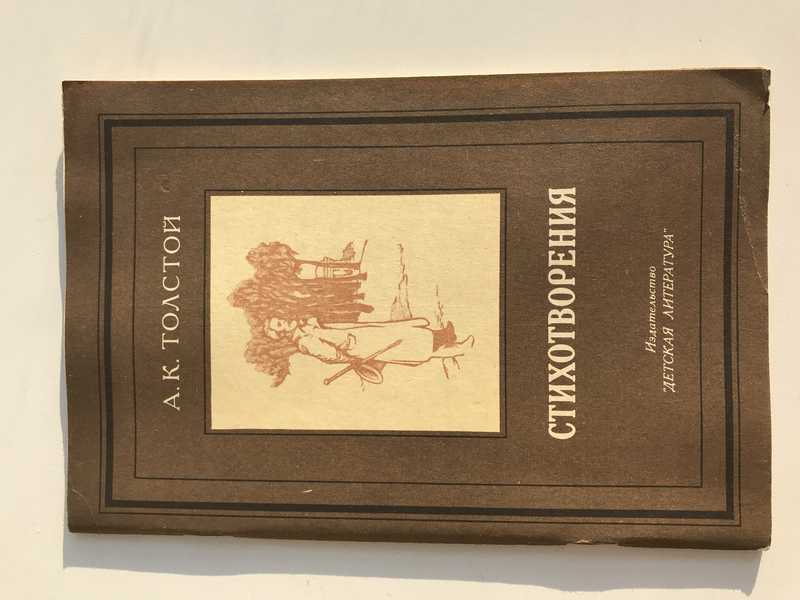 А. К. ТОЛСТОЙ
СТИХОТВОРЕНИЯ
Издательство
"ДЕТСКАЯ ЛИТЕРАТУРА"